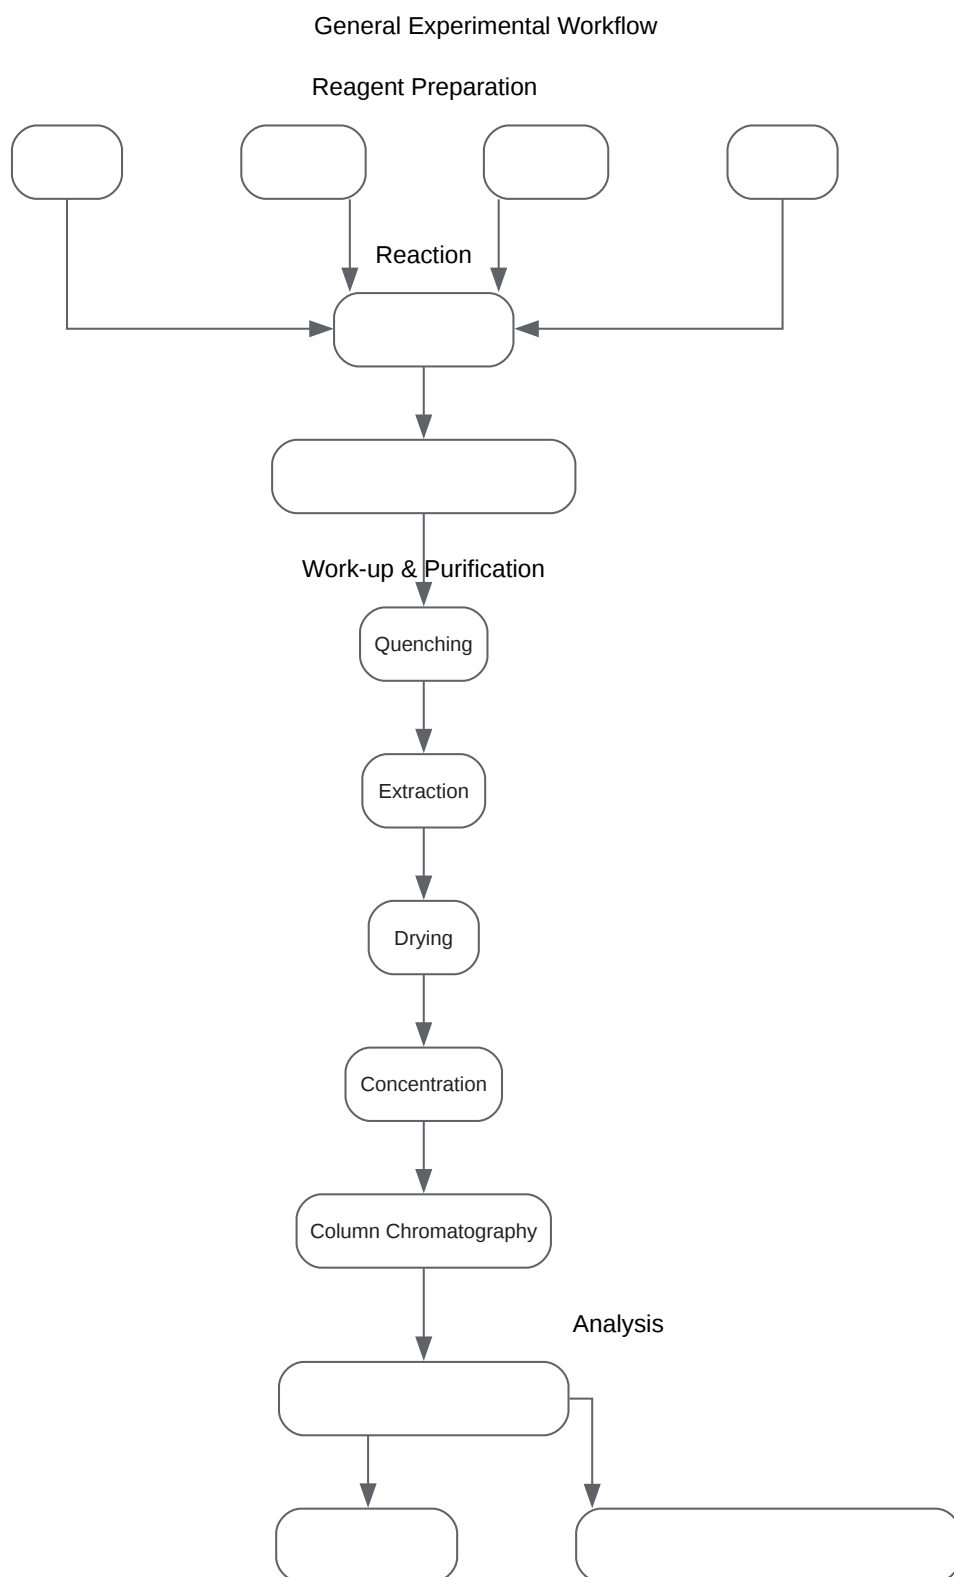 General Experimental Workflow
Reagent Preparation
Reaction
Work-up & Purification
Quenching
Extraction
Drying
Concentration
Column Chromatography
Analysis